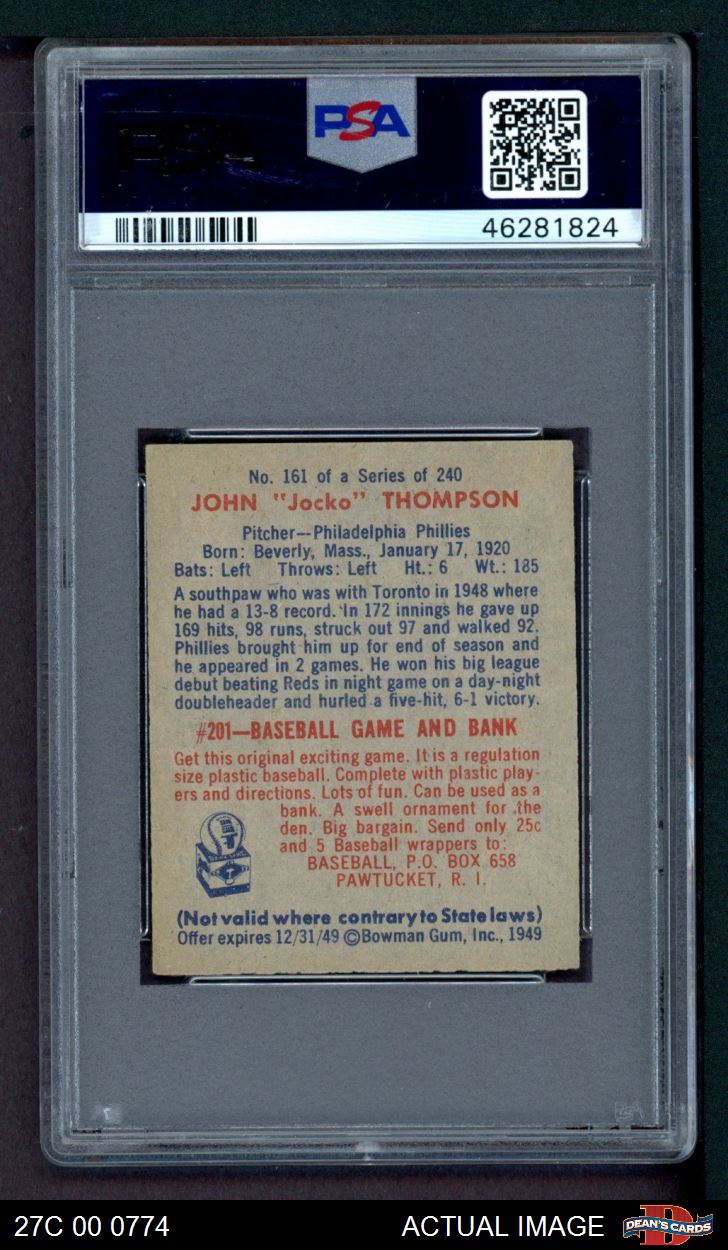 PSA
46281824
No. 161 of a Series of 240
JOHN "Jocko" THOMPSON
Pitcher--Philadelphia Phillies
Born: Beverly, Mass., January 17, 1920
Bats: Left Throws: Left Ht.: 6 Wt.: 185
A southpaw who was with Toronto in 1948 where
he had a 13-8 record. In 172 innings he gave up
169 hits, 98 runs, struck out 97 and walked 92.
Phillies brought him up for end of season and
he appeared in 2 games. He won his big league
debut beating Reds in night game on a day-night
doubleheader and hurled a five-hit, 6-1 victory.
#201—BASEBALL GAME AND BANK
Get this original exciting game. It is a regulation
size plastic baseball. Complete with plastic play-
ers and directions. Lots of fun. Can be used as a
bank. A swell ornament for the
den. Big bargain. Send only 25c
and 5 Baseball wrappers to:
BASEBALL, P.O. BOX 658
PAWTUCKET, R. I.
(Not valid where contrary to State laws)
Offer expires 12/31/49 ©Bowman Gum, Inc., 1949
PSA
27C 00 0774 ACTUAL IMAGE DEAN'S CARDS